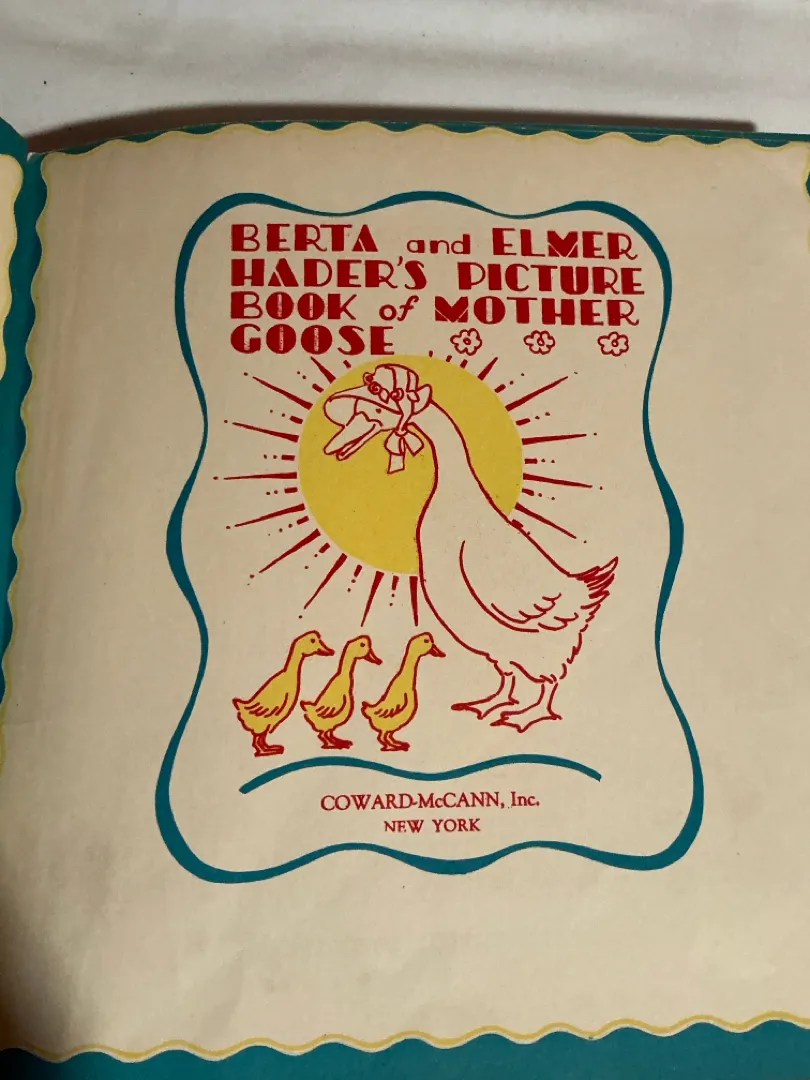 BERTA and ELMER
HADER'S PICTURE
BOOK of MOTHER
GOOSE
COWARD-McCANN, Inc.
NEW YORK